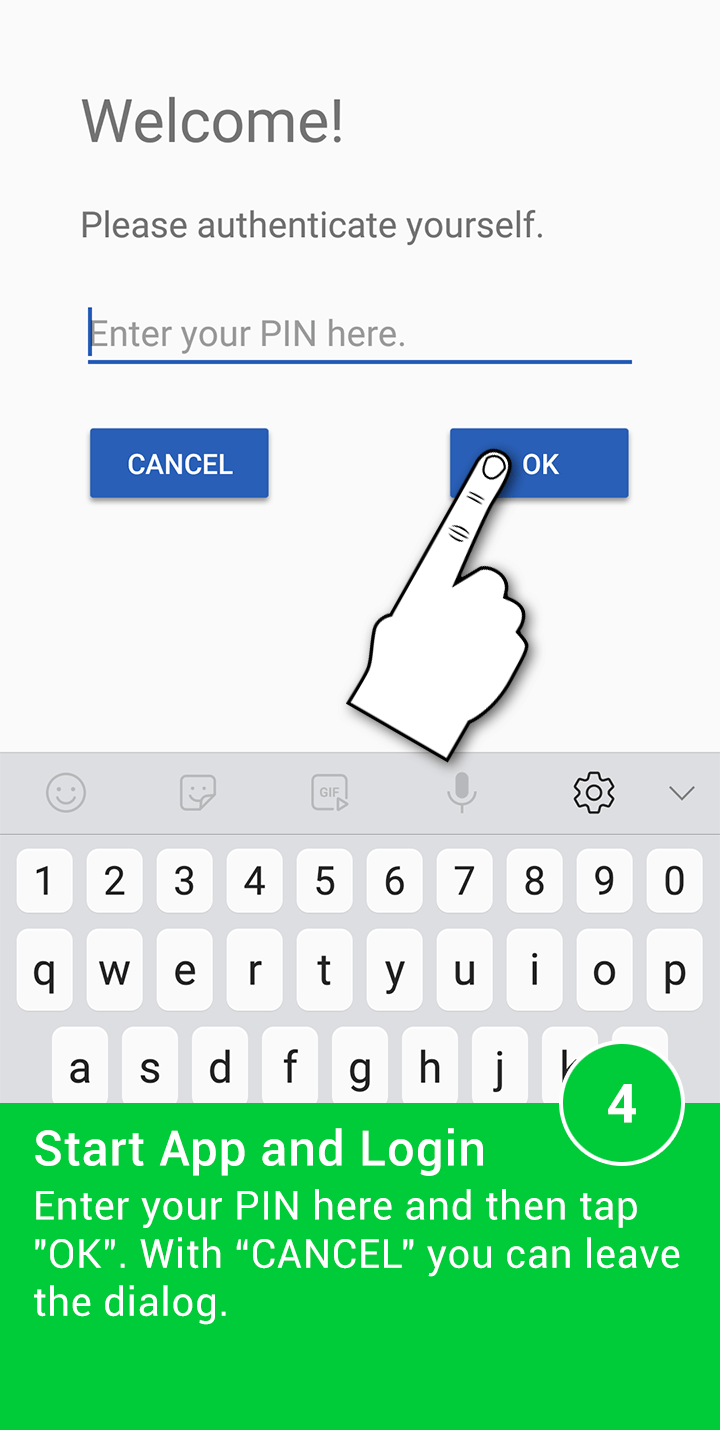 Welcome!
Please authenticate yourself.
Enter your PIN here.
CANCEL OK
GIF
1 2 3 4 5 6 7 8 9 0
q w e r t y u i o p
a s d f g h j k
4
Start App and Login
Enter your PIN here and then tap
"OK". With “CANCEL” you can leave
the dialog.